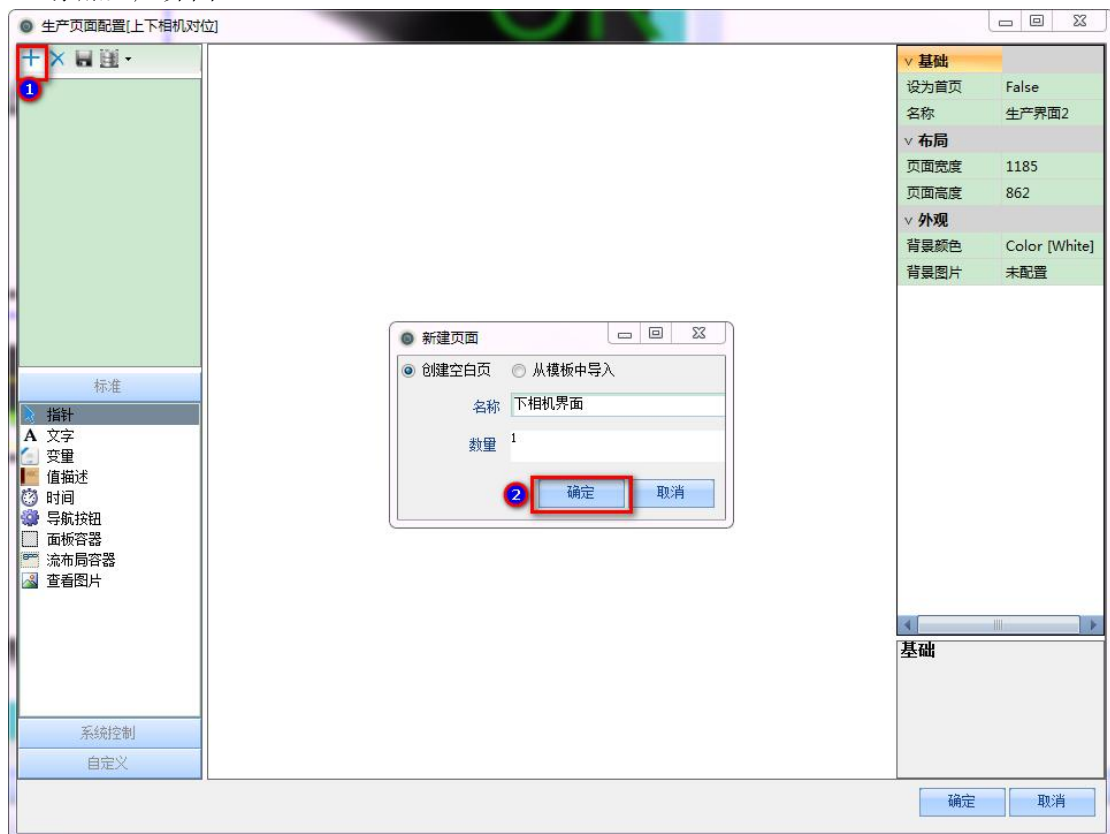 生产页面配置[上下相机对位]
1
∨ 基础
设为首页 False
名称 生产界面2
∨ 布局
页面宽度 1185
页面高度 862
∨ 外观
背景颜色 Color [White]
背景图片 未配置
新建页面
创建空白页 从模板中导入
名称 下相机界面
数量 1
2 确定 取消
标准
指针
A 文字
变量
值描述
时间
导航按钮
面板容器
流布局容器
查看图片
系统控制
自定义
基础
确定 取消